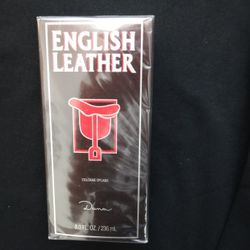 ENGLISH
LEATHER
COLOGNE SPLASH
Dana
8.0 FL. OZ. / 236 mL